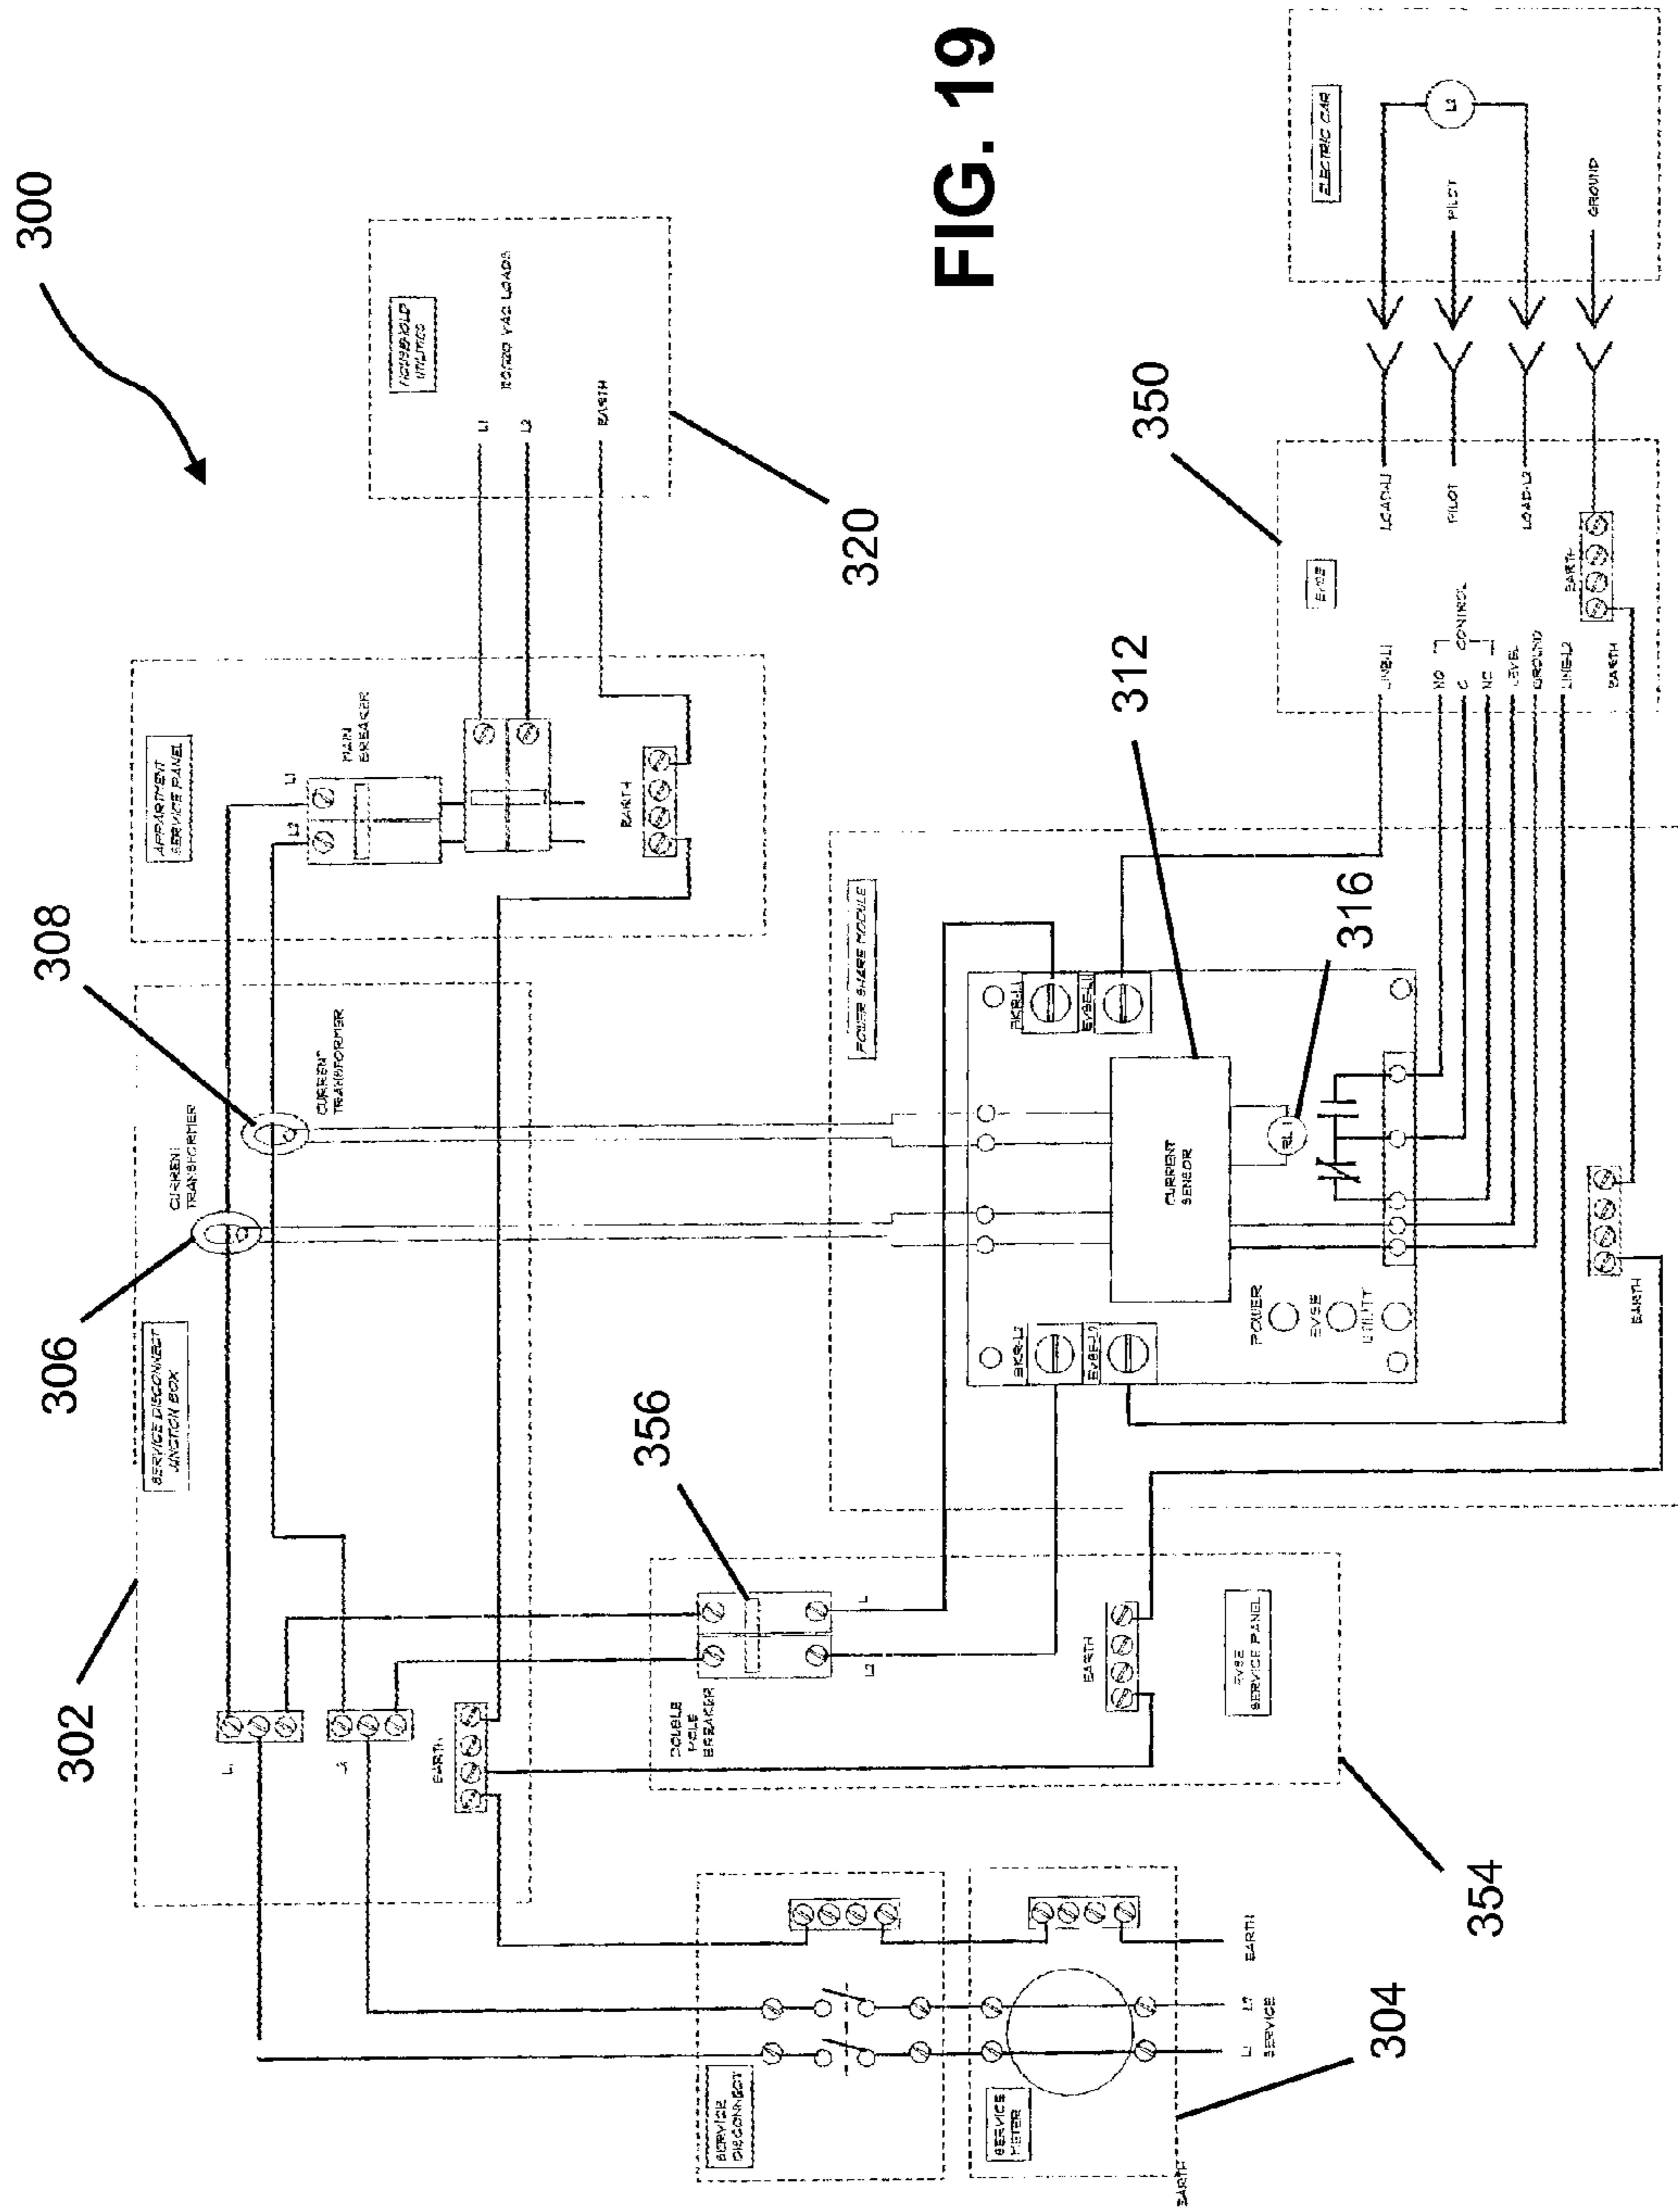 FIG. 19
300
302
304
306
308
312
316
320
350
354
356
SERVICE DISCONNECT
JUNCTION BOX
CURRENT
TRANSFORMER
CURRENT
TRANSFORMER
L1
EARTH
APPARTMENT
SERVICE PANEL
L1
L2
MAIN
BREAKER
EARTH
HOUSEHOLD
UTILITIES
L1
VAC LOADS
L2
EARTH
SERVICE
DISCONNECT
SERVICE
METER
EARTH
L1
L2
SERVICE
EARTH
DOUBLE
POLE
BREAKER
L2
EARTH
EVSE
SERVICE PANEL
POWER SHARE MODULE
BKR-L2
EVSE-L2
BKR-L1
EVSE-L1
CURRENT
SENSOR
POWER
EVSE
UTILITY
EARTH
EVSE
LINE-L1
NO
C
CONTROL
NC
LEVEL
GROUND
LINE-L2
EARTH
LOAD-L1
PILOT
LOAD-L2
EARTH
ELECTRIC CAR
PILOT
GROUND